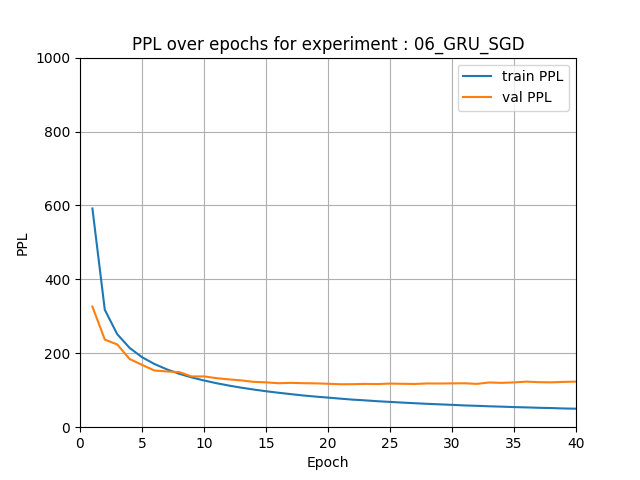 PPL over epochs for experiment : 06_GRU_SGD
train PPL
val PPL
1000
800
600
400
200
0
PPL
0 5 10 15 20 25 30 35 40
Epoch